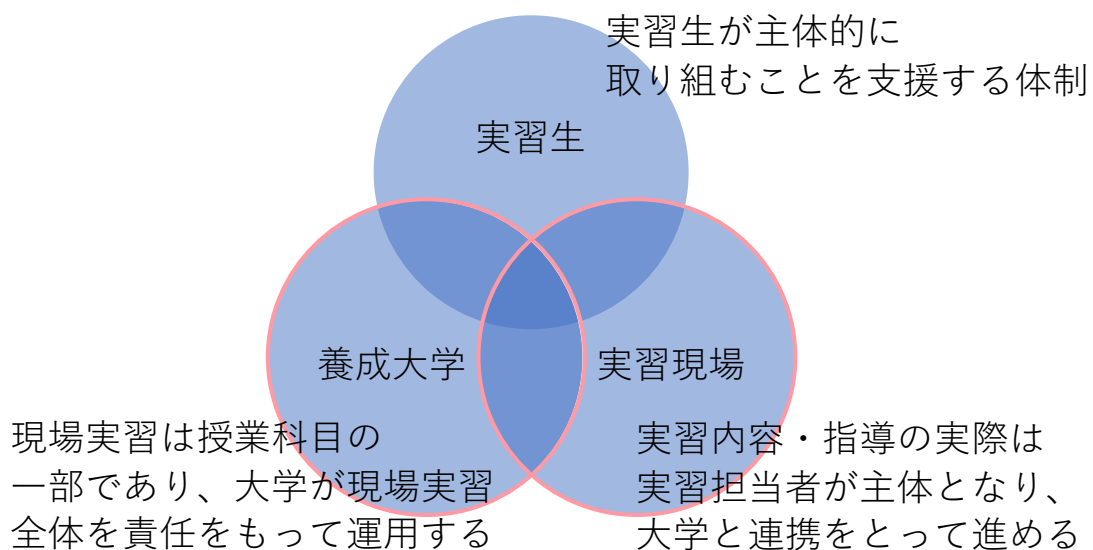 実習生が主体的に
取り組むことを支援する体制
実習生
養成大学
実習現場
現場実習は授業科目の
一部であり、大学が現場実習
全体を責任をもって運用する
実習内容・指導の実際は
実習担当者が主体となり、
大学と連携をとって進める